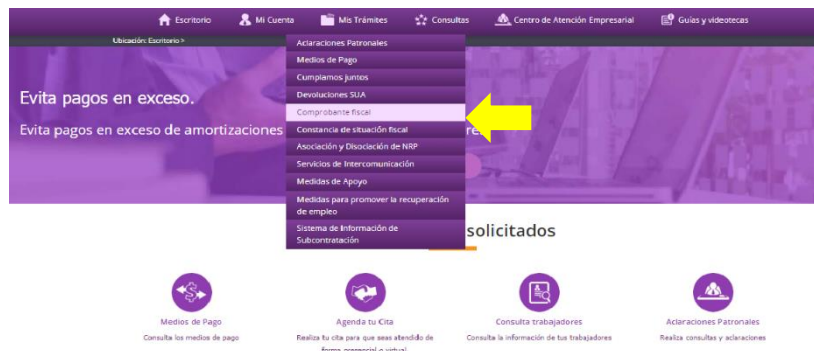 Escritorio
Mi Cuenta
Mis Trámites
Consultas
Centro de Atención Empresarial
Guías y videotecas
Ubicación: Escritorio >
Aclaraciones Patronales
Medios de Pago
Cumplamos juntos
Devoluciones SUA
Comprobante fiscal
Constancia de situación fiscal
Asociación y Disociación de NRP
Servicios de Intercomunicación
Medidas de Apoyo
Medidas para promover la recuperación
de empleo
Sistema de Información de
Subcontratación
Evita pagos en exceso.
Evita pagos en exceso de amortizaciones
solicitados
Medios de Pago
Consulta los medios de pago
Agenda tu Cita
Realiza tu cita para que seas atendido de
forma presencial o virtual
Consulta trabajadores
Consulta la información de tus trabajadores
Aclaraciones Patronales
Realiza consultas y aclaraciones